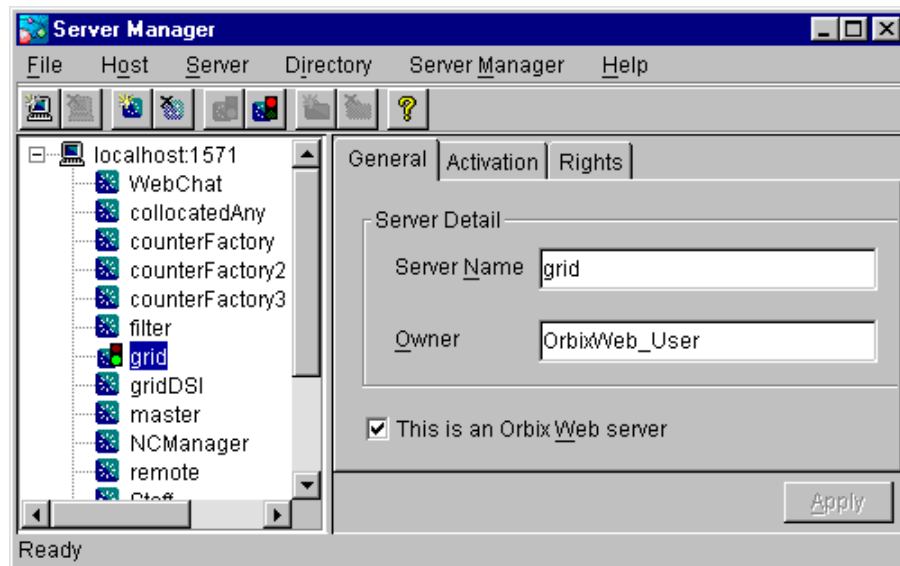 Server Manager
File Host Server Directory Server Manager Help
localhost:1571
WebChat
collocatedAny
counterFactory
counterFactory2
counterFactory3
filter
grid
gridDSI
master
NCManager
remote
General Activation Rights
Server Detail
Server Name grid
Owner OrbixWeb_User
This is an Orbix Web server
Apply
Ready